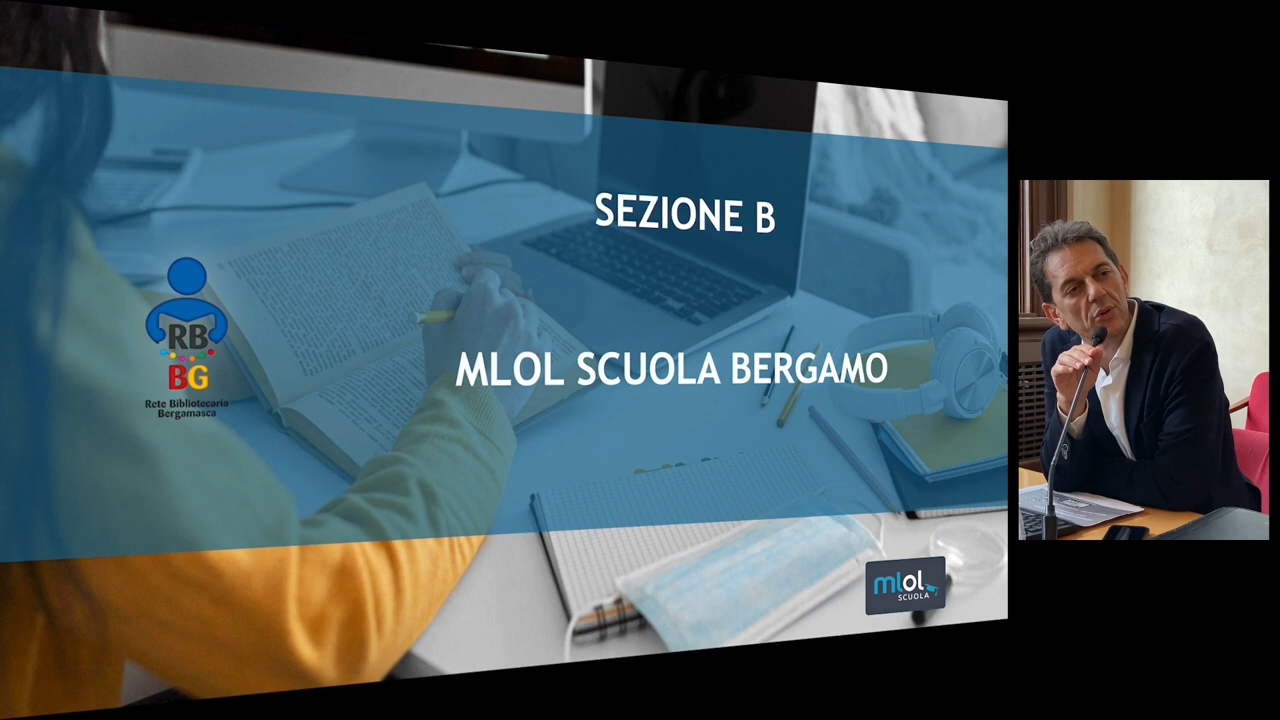 SEZIONE B
MLOL SCUOLA BERGAMO
RB
BG
Rete Bibliotecaria
Bergamasca
mlol
SCUOLA